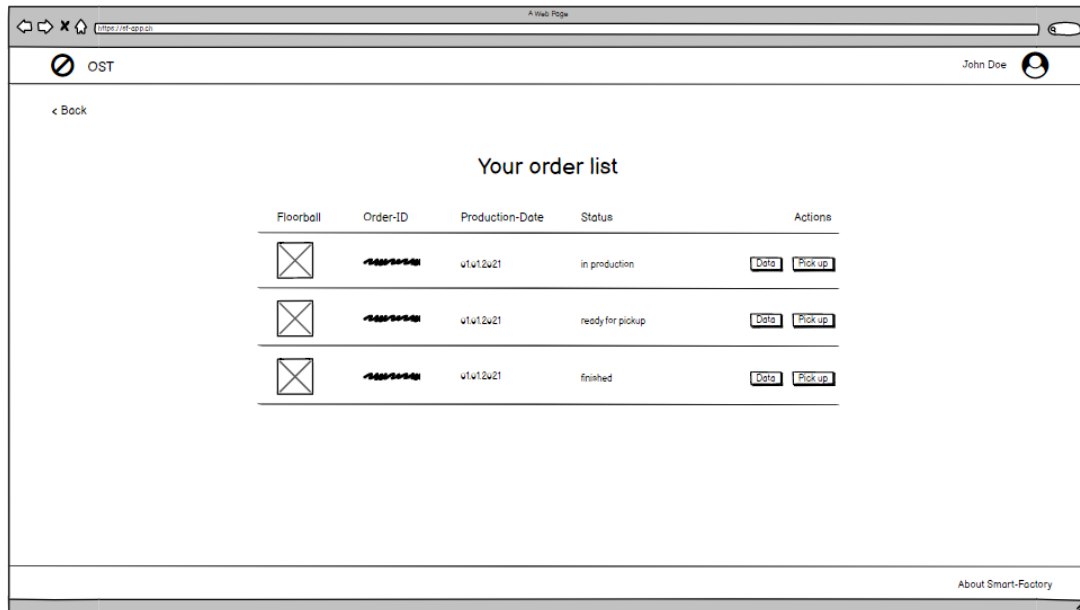 A Web Page
https://sf-app.ch
OST
John Doe
< Back
Your order list
Floorball Order-ID Production-Date Status Actions
01.01.2021 in production Data Pick up
01.01.2021 ready for pickup Data Pick up
01.01.2021 finished Data Pick up
About Smart-Factory